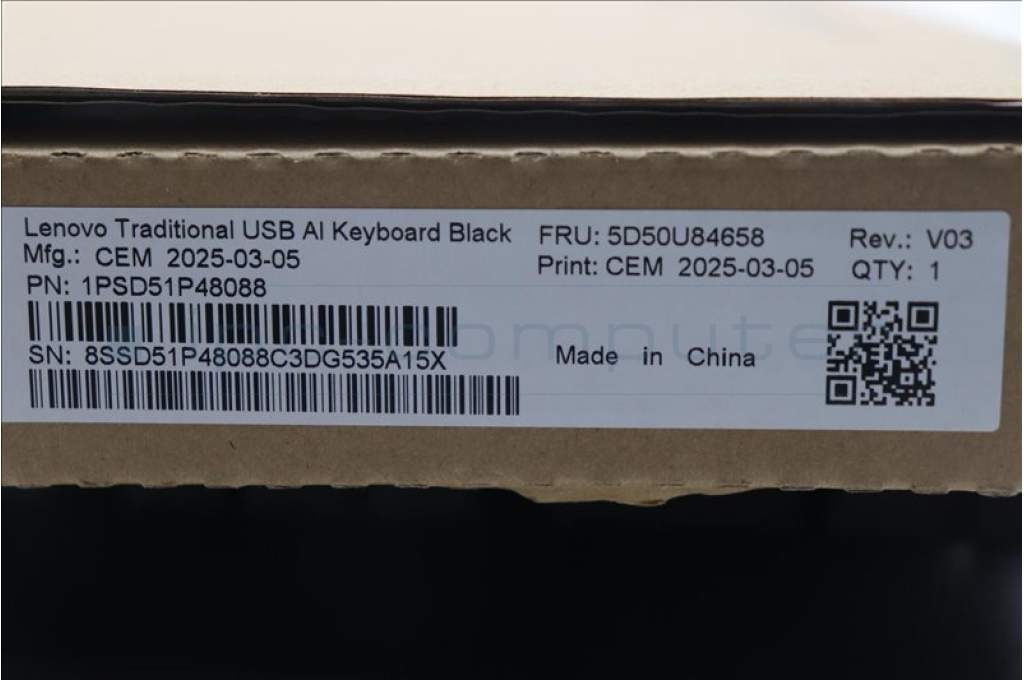 Lenovo Traditional USB AI Keyboard Black FRU: 5D50U84658 Rev.: V03
Mfg.: CEM 2025-03-05 Print: CEM 2025-03-05 QTY: 1
PN: 1PSD51P48088
SN: 8SSD51P48088C3DG535A15X
Made in China
compute